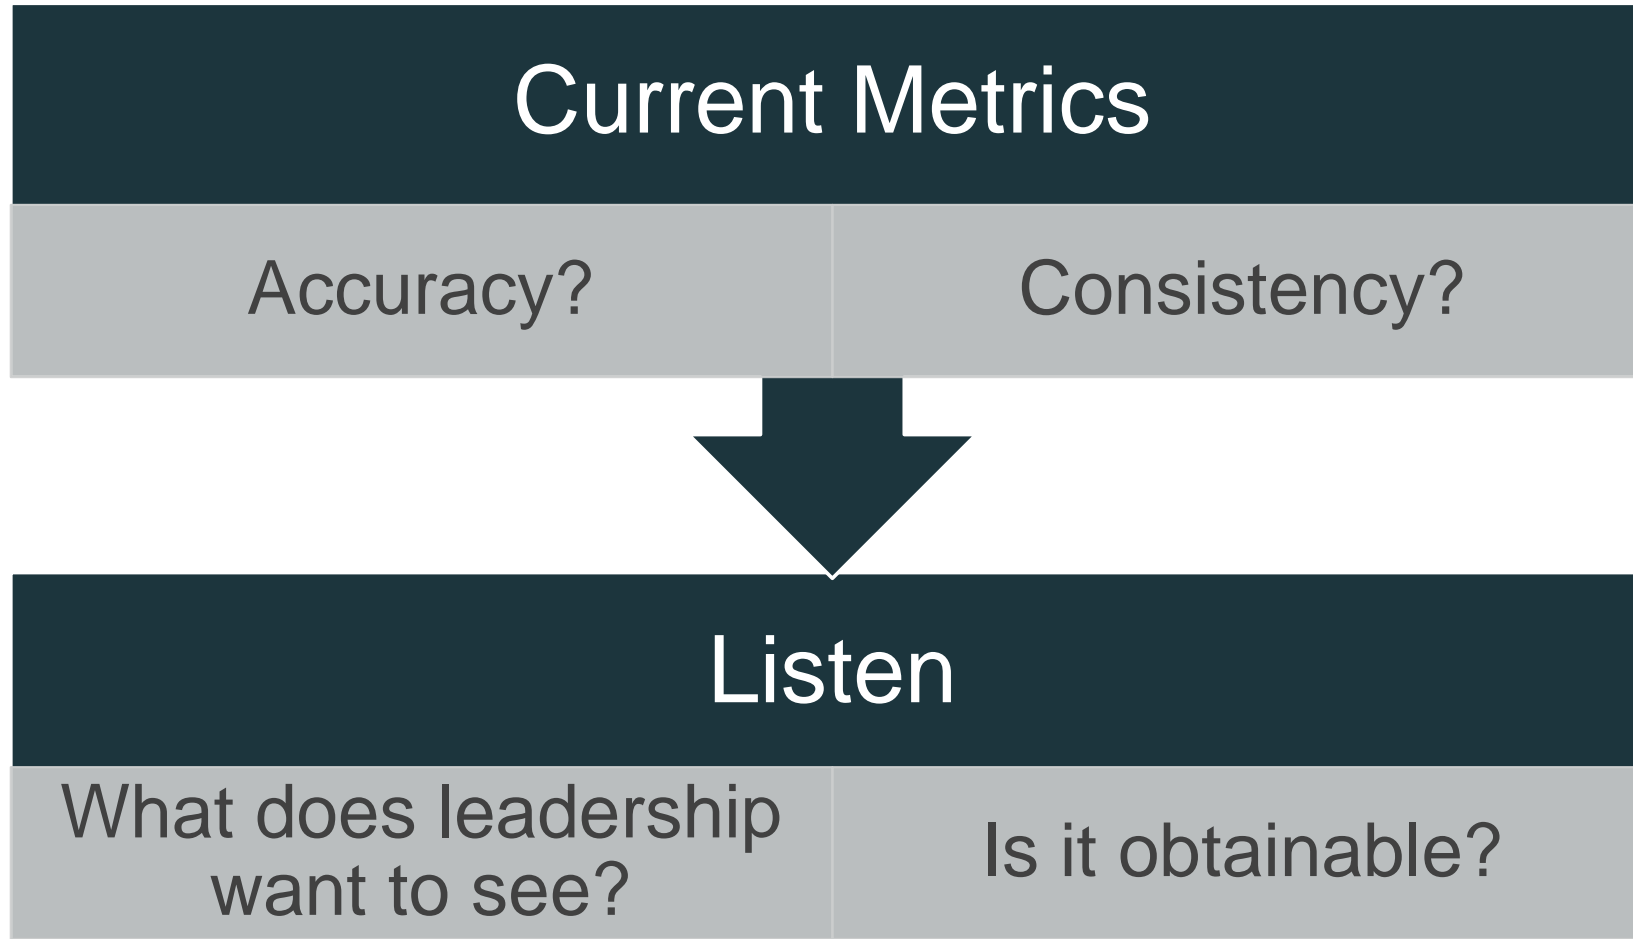 Current Metrics
Accuracy?
Consistency?
Listen
What does leadership
want to see?
Is it obtainable?